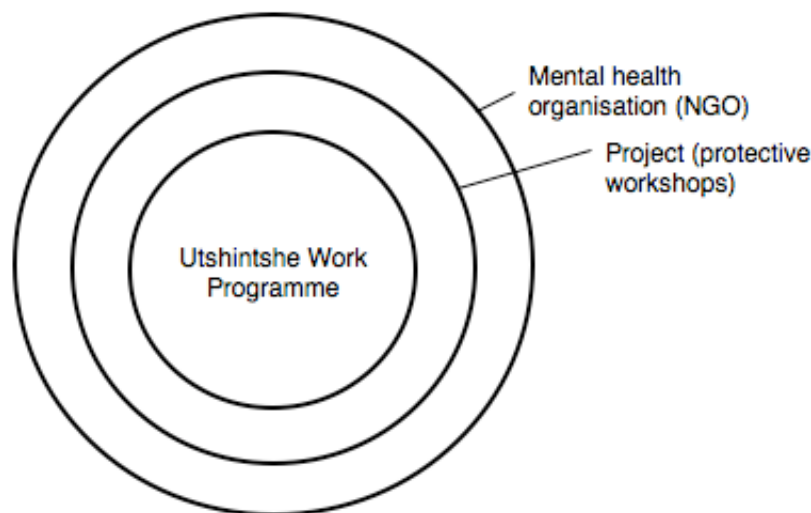 Mental health
organisation (NGO)
Project (protective
workshops)
Utshintshe Work
Programme